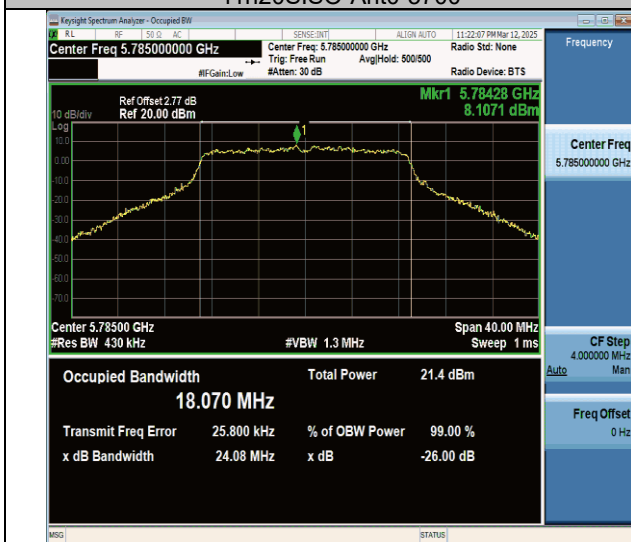 Keysight Spectrum Analyzer - Occupied BW
RL RF 50 Ω AC SENSE:INT ALIGN AUTO 11:22:07 PM Mar 12, 2025
Center Freq 5.785000000 GHz
Center Freq: 5.785000000 GHz Radio Std: None
Trig: Free Run Avg|Hold: 500/500
#IFGain:Low #Atten: 30 dB Radio Device: BTS
Frequency
Ref Offset 2.77 dB Mkr1 5.78428 GHz
10 dB/div Ref 20.00 dBm 8.1071 dBm
Log
10.0
0.00
-10.0
-20.0
-30.0
-40.0
-50.0
-60.0
-70.0
1
Center 5.78500 GHz Span 40.00 MHz
#Res BW 430 kHz #VBW 1.3 MHz Sweep 1 ms
Occupied Bandwidth Total Power 21.4 dBm
18.070 MHz
Transmit Freq Error 25.800 kHz % of OBW Power 99.00 %
x dB Bandwidth 24.08 MHz x dB -26.00 dB
Center Freq
5.785000000 GHz
CF Step
4.000000 MHz
Auto Man
Freq Offset
0 Hz
MSG STATUS